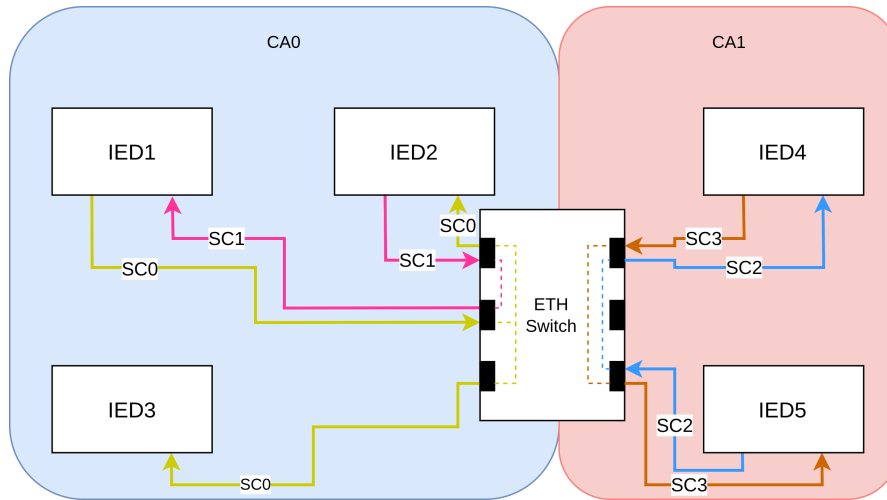 CA0
CA1
IED1
IED2
IED4
SC1
SC0
SC0
SC1
SC3
SC2
ETH
Switch
IED3
IED5
SC2
SC0
SC3